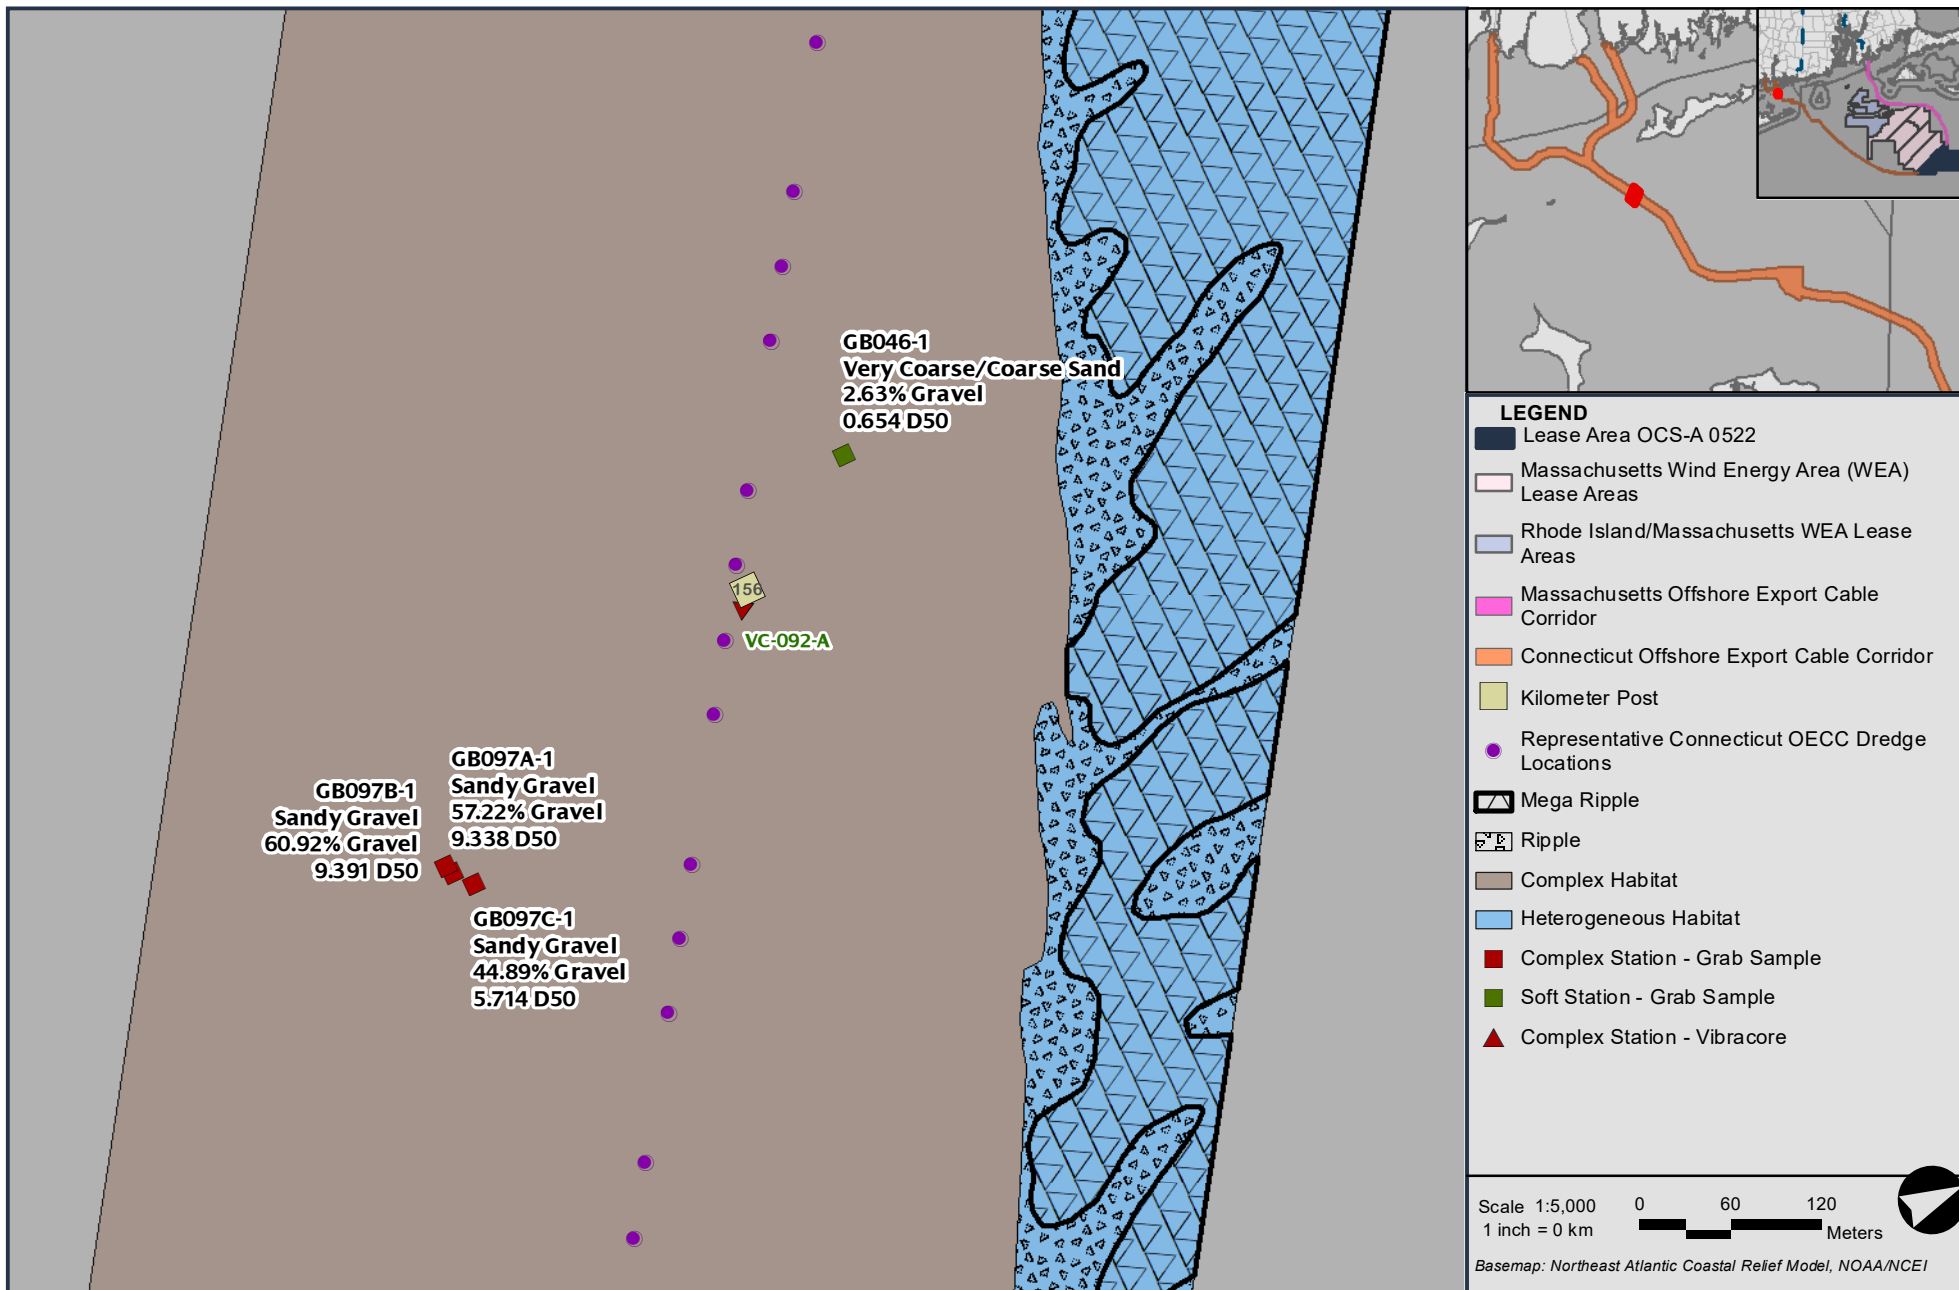 GB046-1
Very Coarse/Coarse Sand
2.63% Gravel
0.654 D50
156
VC-092-A
GB097A-1
Sandy Gravel
57.22% Gravel
9.338 D50
GB097B-1
Sandy Gravel
60.92% Gravel
9.391 D50
GB097C-1
Sandy Gravel
44.89% Gravel
5.714 D50
LEGEND
Lease Area OCS-A 0522
Massachusetts Wind Energy Area (WEA)
Lease Areas
Rhode Island/Massachusetts WEA Lease
Areas
Massachusetts Offshore Export Cable
Corridor
Connecticut Offshore Export Cable Corridor
Kilometer Post
Representative Connecticut OECC Dredge
Locations
Mega Ripple
Ripple
Complex Habitat
Heterogeneous Habitat
Complex Station - Grab Sample
Soft Station - Grab Sample
Complex Station - Vibracore
Scale 1:5,000
1 inch = 0 km
0 60 120
Meters
Basemap: Northeast Atlantic Coastal Relief Model, NOAA/NCEI